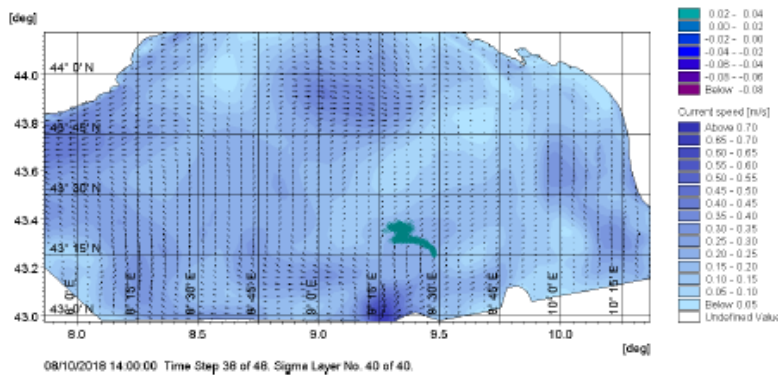 [deg]
44.0
44° 0' N
43.8
43° 45' N
43.6
43° 30' N
43.4
43° 15' N
43.2
43° 0' N
43.0
8° 0' E
8° 15' E
8° 30' E
8° 45' E
9° 0' E
9° 15' E
9° 30' E
9° 45' E
10° 0' E
10° 15' E
8.0
8.5
9.0
9.5
10.0
[deg]
08/10/2018 14:00:00 Time Step 38 of 48. Sigma Layer No. 40 of 40.
0.02 - 0.04
0.00 - 0.02
-0.02 - 0.00
-0.04 - -0.02
-0.06 - -0.04
-0.08 - -0.06
Below -0.08
Current speed [m/s]
Above 0.70
0.65 - 0.70
0.60 - 0.65
0.55 - 0.60
0.50 - 0.55
0.45 - 0.50
0.40 - 0.45
0.35 - 0.40
0.30 - 0.35
0.25 - 0.30
0.20 - 0.25
0.15 - 0.20
0.10 - 0.15
0.05 - 0.10
Below 0.05
Undefined Value